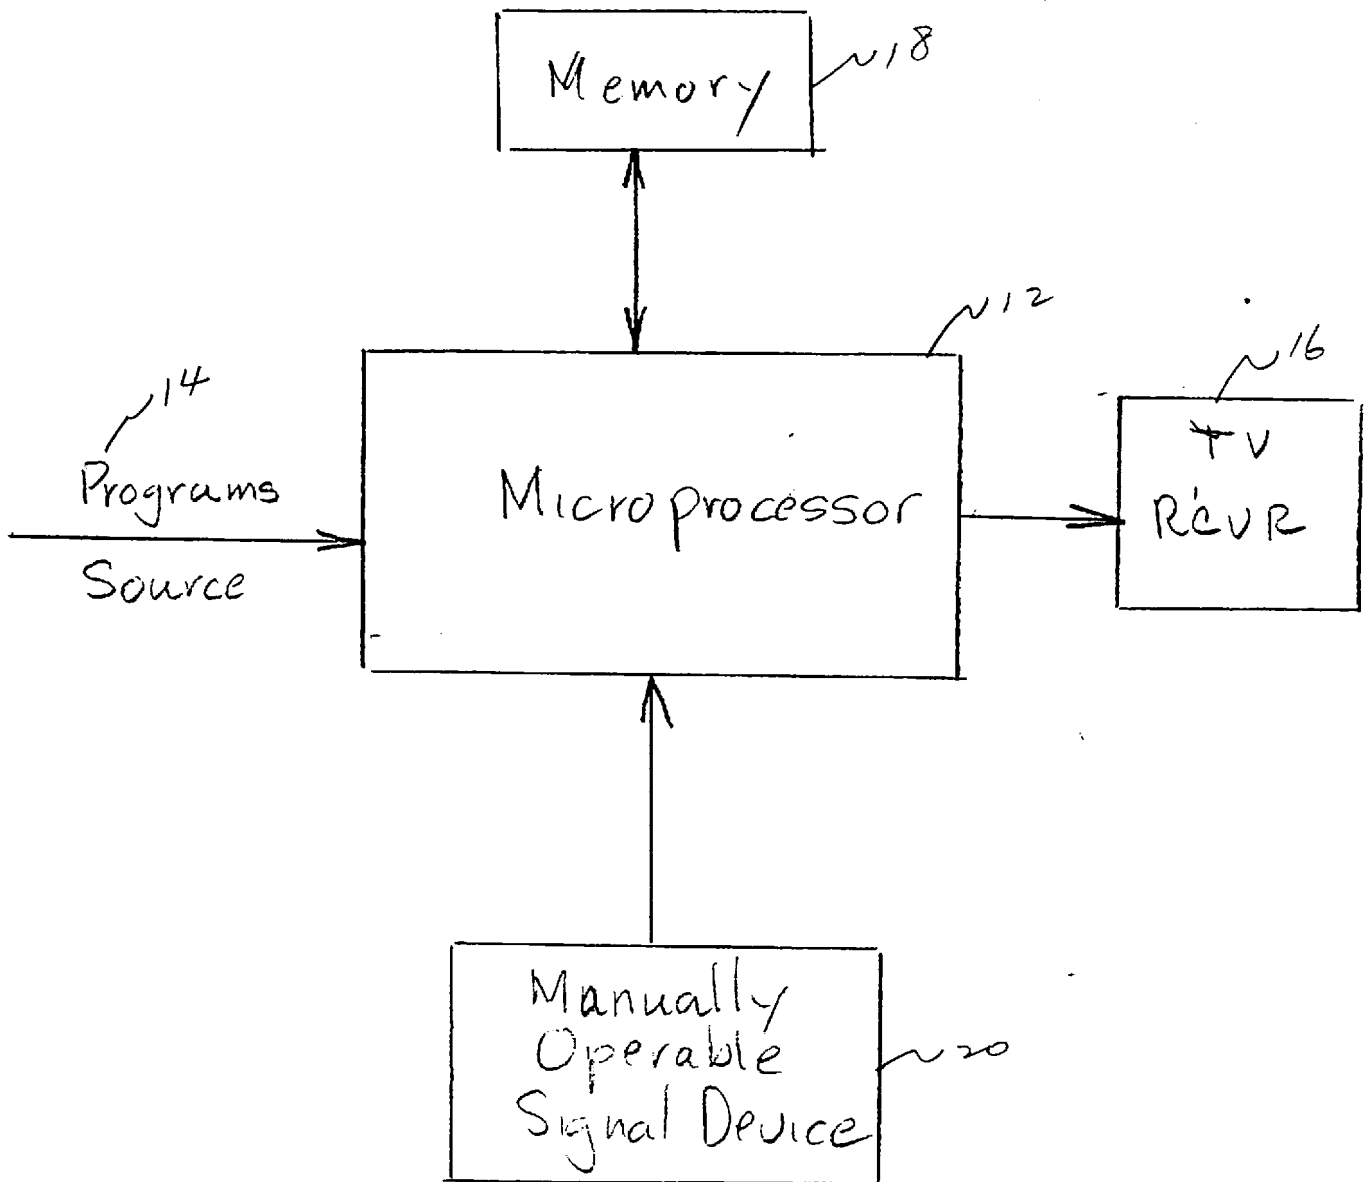 Memory
18
12
14
16
Programs
Source
Microprocessor
TV
RCVR
Manually
Operable
Signal Device
20